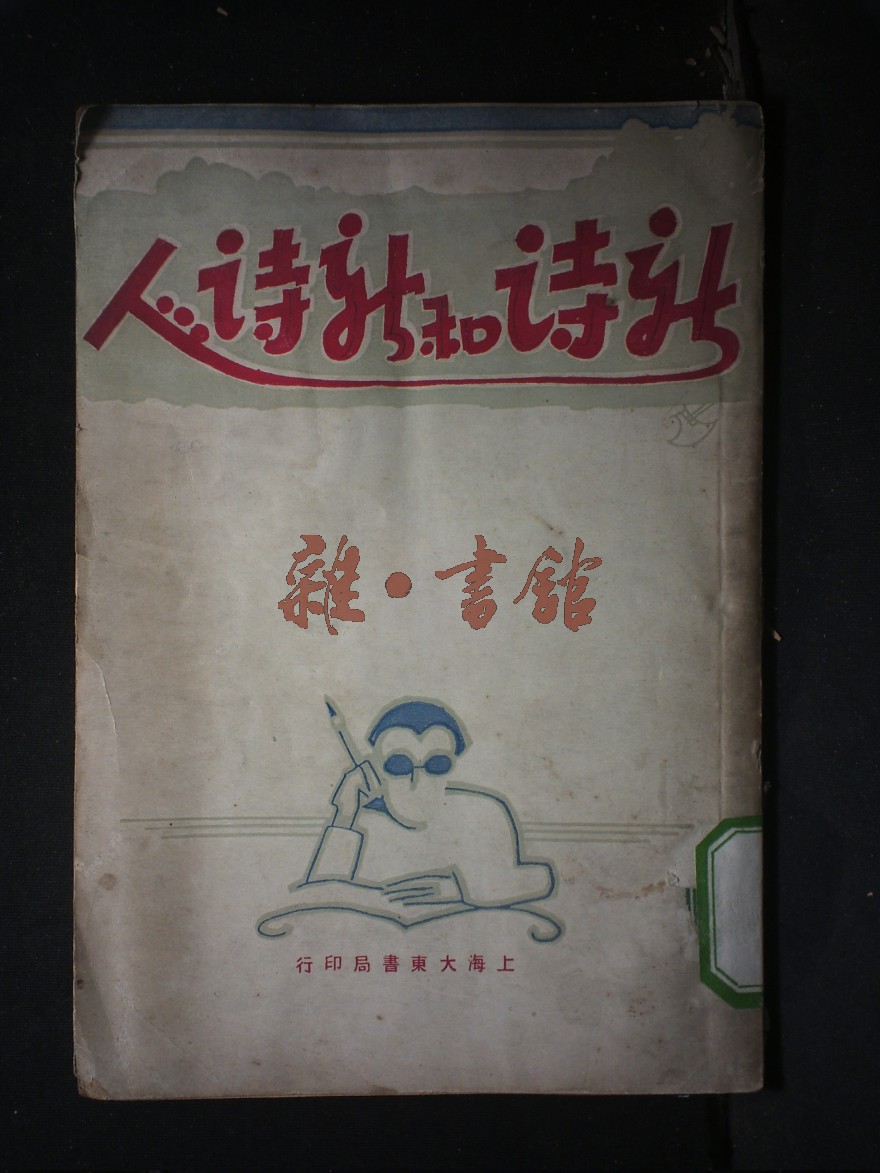 新詩和新詩人
雜·書館
上海大東書局印行